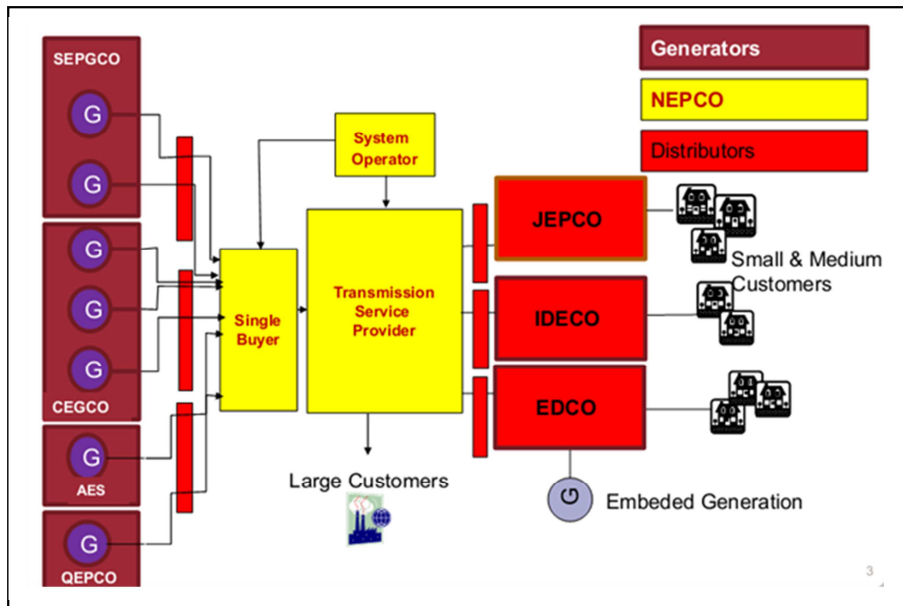 SEPGCO
G
G
G
G
G
CEGCO
G
AES
G
QEPCO
System
Operator
Single
Buyer
Transmission
Service
Provider
Large Customers
Generators
NEPCO
Distributors
JEPCO
IDECO
EDCO
Small & Medium
Customers
G
Embeded Generation
3